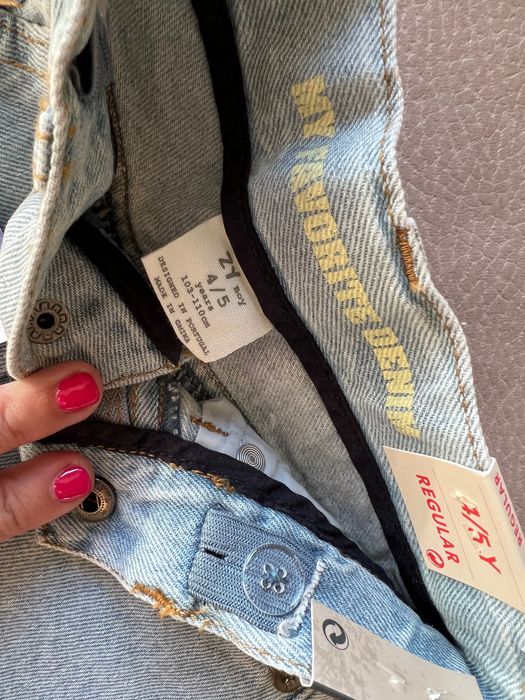 MY FAVORITE DENIM
ZY BOY
4/5
years
103-110cm
DESIGNED IN PORTUGAL
MADE IN CHINA
REGULAR
4/5 Y
REGULAR